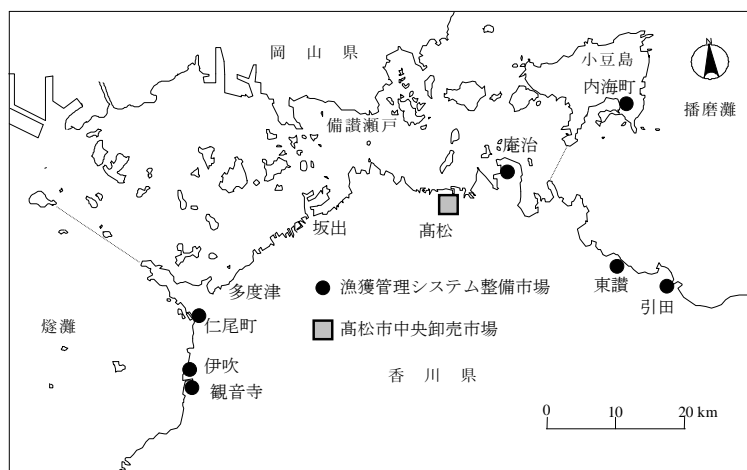 岡山県
小豆島
N
内海町
播磨灘
備讃瀬戸
庵治
坂出
髙松
多度津
漁獲管理システム整備市場
東讃
引田
燧灘
仁尾町
髙松市中央卸売市場
伊吹
香川県
観音寺
0
10
20 km